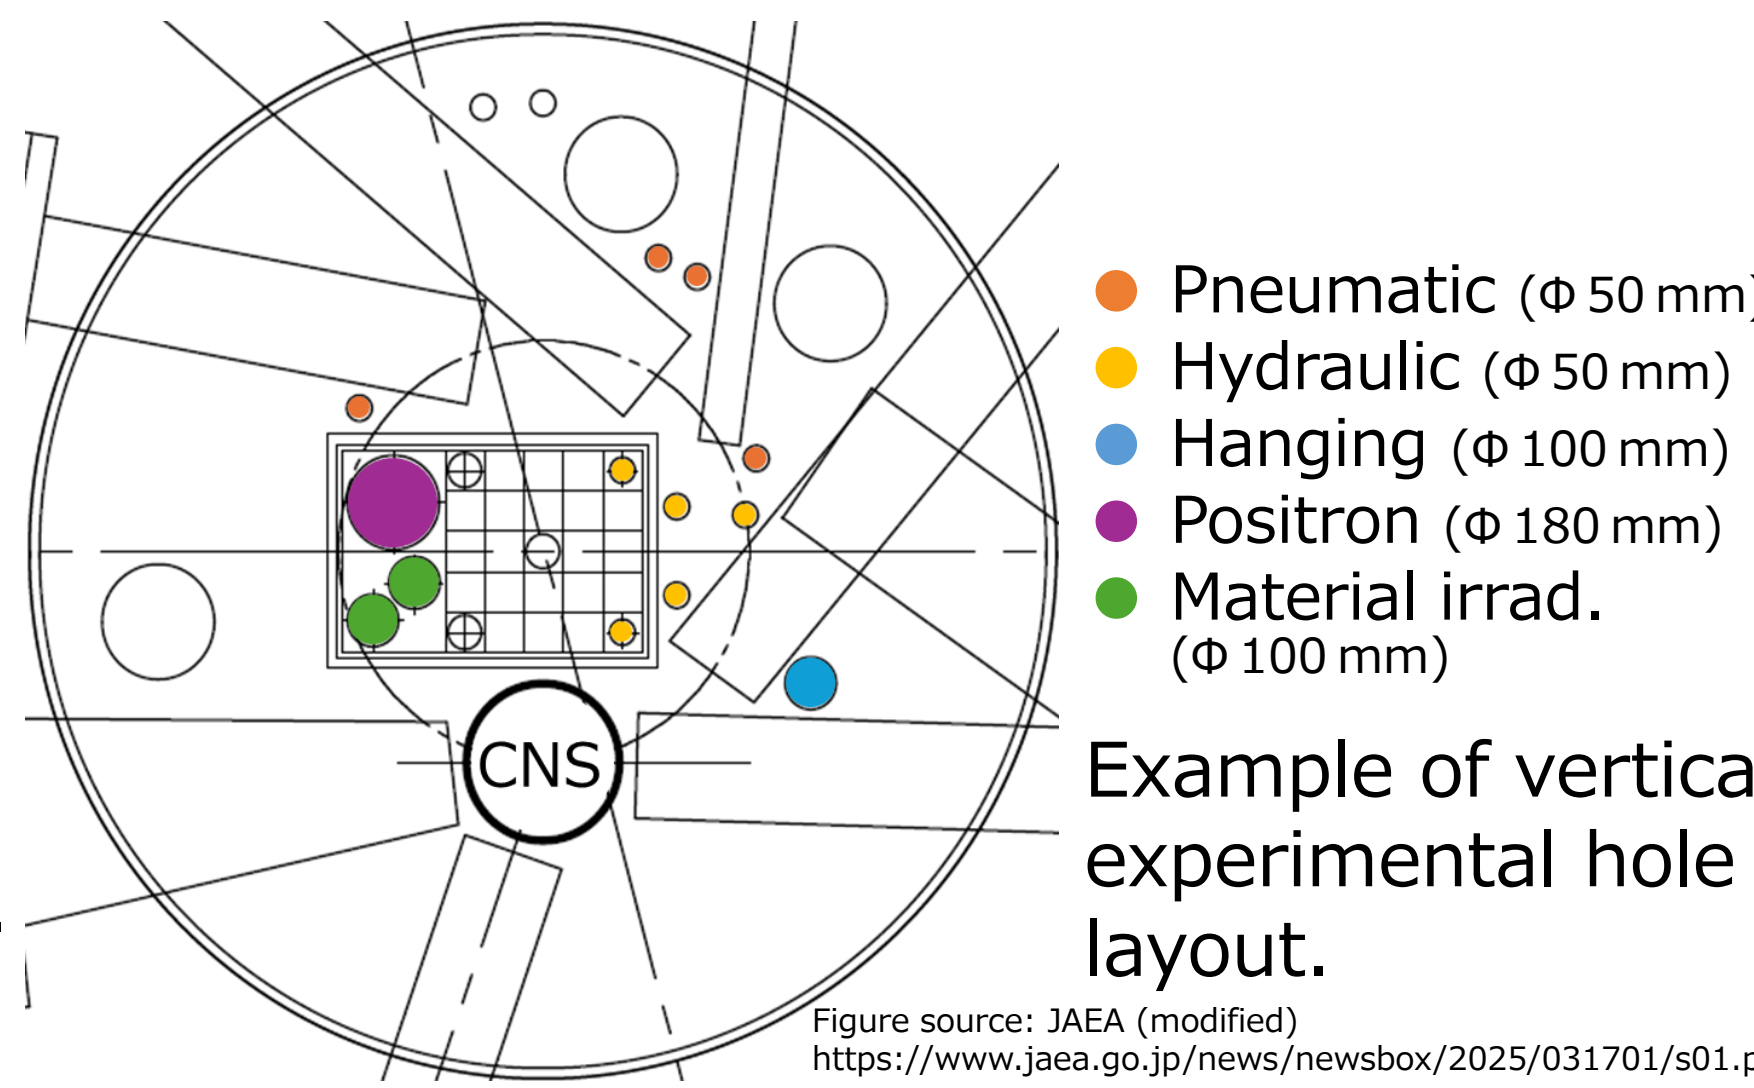 CNS
Pneumatic (Φ 50 mm)
Hydraulic (Φ 50 mm)
Hanging (Φ 100 mm)
Positron (Φ 180 mm)
Material irrad.
(Φ 100 mm)
Example of vertica
experimental hole
layout.
Figure source: JAEA (modified)
https://www.jaea.go.jp/news/newsbox/2025/031701/s01.p